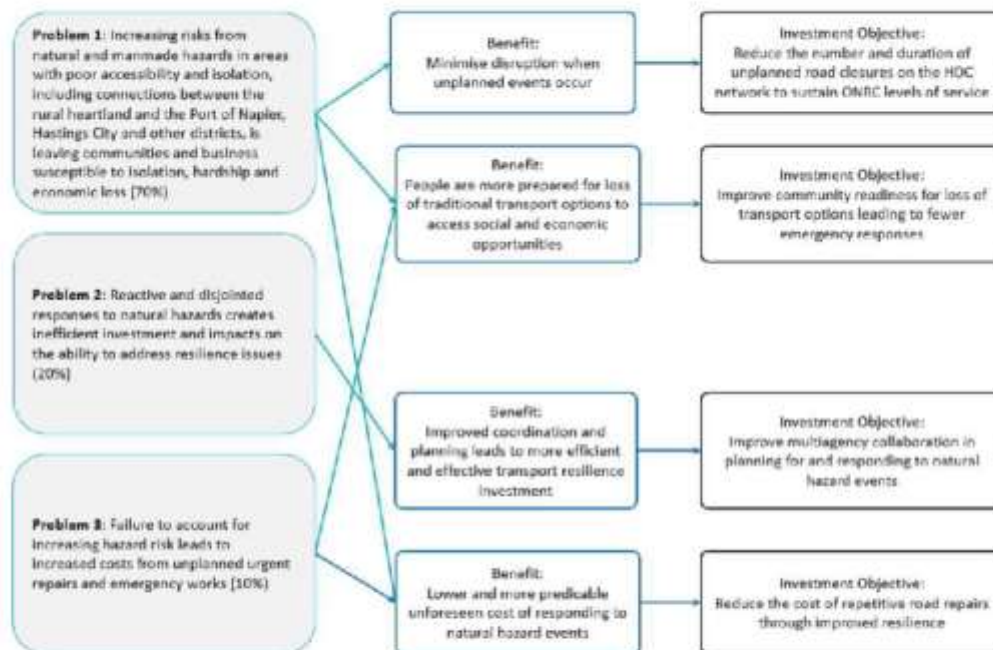 Problem 1: Increasing risks from
natural and manmade hazards in areas
with poor accessibility and isolation,
including connections between the
rural heartland and the Port of Napier,
Hastings City and other districts, is
leaving communities and business
susceptible to isolation, hardship and
economic loss (70%)
Problem 2: Reactive and disjointed
responses to natural hazards creates
inefficient investment and impacts on
the ability to address resilience issues
(20%)
Problem 3: Failure to account for
increasing hazard risk leads to
increased costs from unplanned urgent
repairs and emergency works (10%)
Benefit:
Minimise disruption when
unplanned events occur
Benefit:
People are more prepared for loss
of traditional transport options to
access social and economic
opportunities
Benefit:
Improved coordination and
planning leads to more efficient
and effective transport resilience
investment
Benefit:
Lower and more predicable
unforeseen cost of responding to
natural hazard events
Investment Objective:
Reduce the number and duration of
unplanned road closures on the HDC
network to sustain ONRC levels of service
Investment Objective:
Improve community readiness for loss of
transport options leading to fewer
emergency responses
Investment Objective:
Improve multiagency collaboration in
planning for and responding to natural
hazard events
Investment Objective:
Reduce the cost of repetitive road repairs
through improved resilience